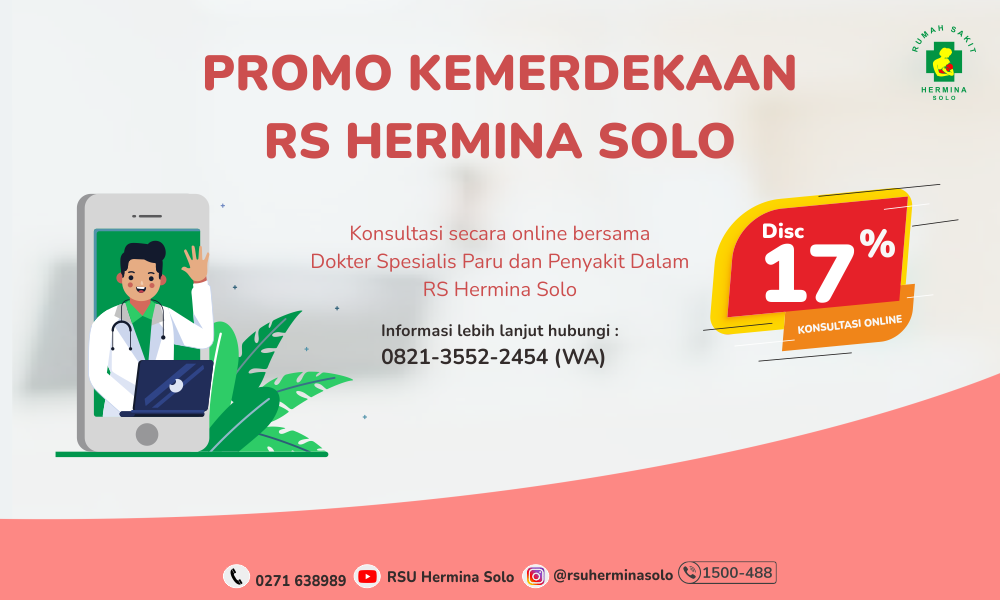 RUMAH SAKIT
HERMINA
SOLO
PROMO KEMERDEKAAN
RS HERMINA SOLO
Konsultasi secara online bersama
Dokter Spesialis Paru dan Penyakit Dalam
RS Hermina Solo
Informasi lebih lanjut hubungi :
0821-3552-2454 (WA)
Disc
17%
KONSULTASI ONLINE
0271 638989
RSU Hermina Solo
@rsuherminasolo
1500-488